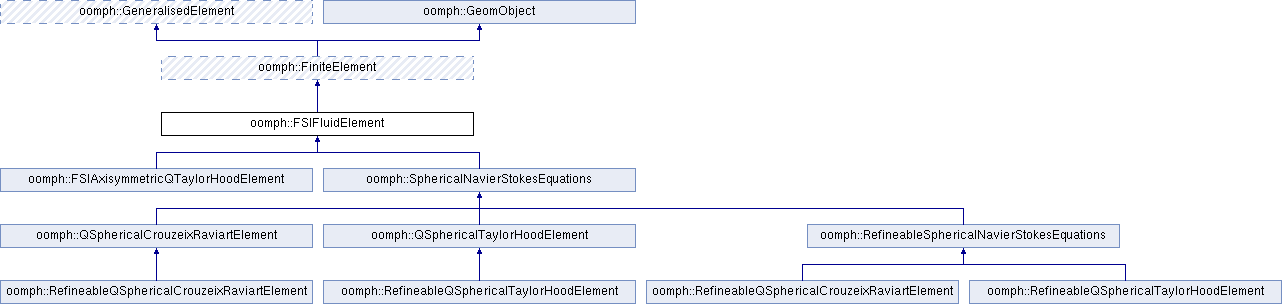 oomph::GeneralisedElement
oomph::GeomObject
oomph::FiniteElement
oomph::FSIFluidElement
oomph::FSIAxisymmetricQTaylorHoodElement
oomph::SphericalNavierStokesEquations
oomph::QSphericalCrouzeixRaviartElement
oomph::QSphericalTaylorHoodElement
oomph::RefineableSphericalNavierStokesEquations
oomph::RefineableQSphericalCrouzeixRaviartElement
oomph::RefineableQSphericalTaylorHoodElement
oomph::RefineableQSphericalCrouzeixRaviartElement
oomph::RefineableQSphericalTaylorHoodElement